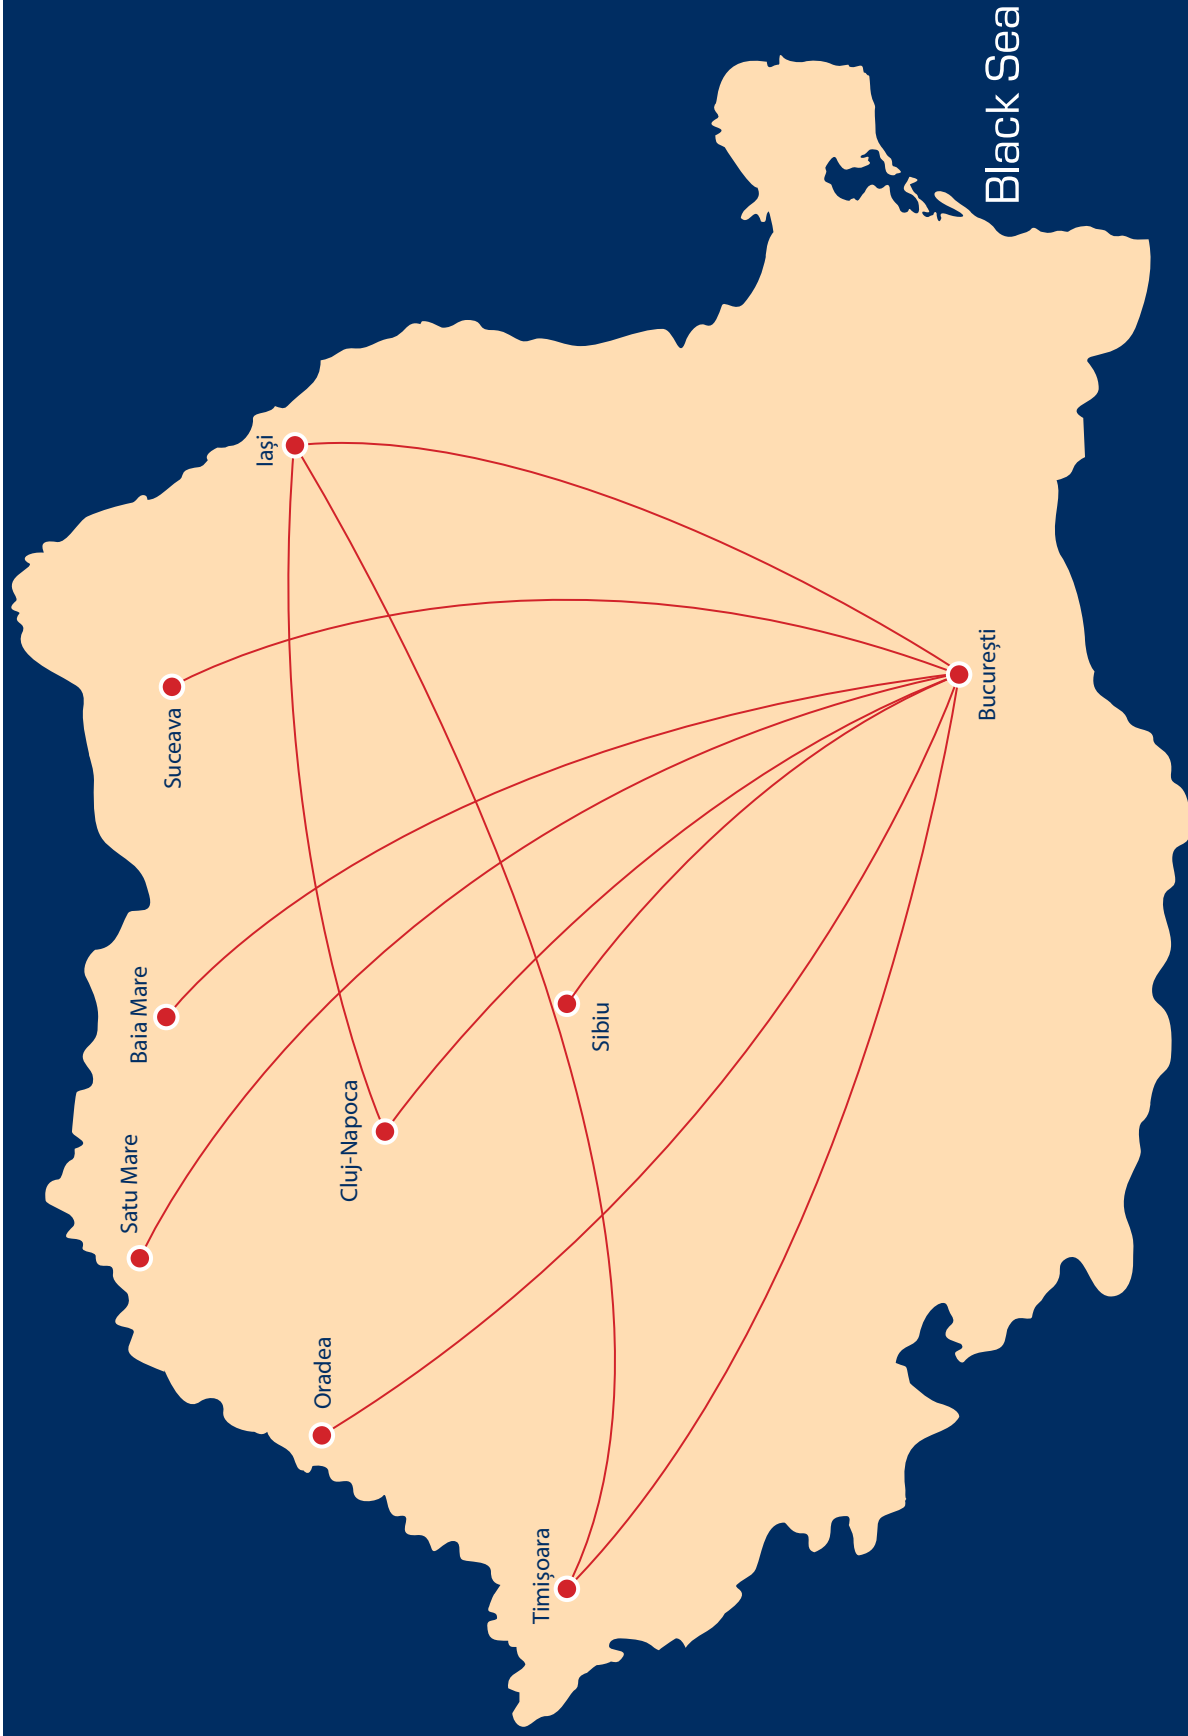 Satu Mare
Baia Mare
Suceava
Iași
Oradea
Cluj-Napoca
Timișoara
Sibiu
București
Black Sea